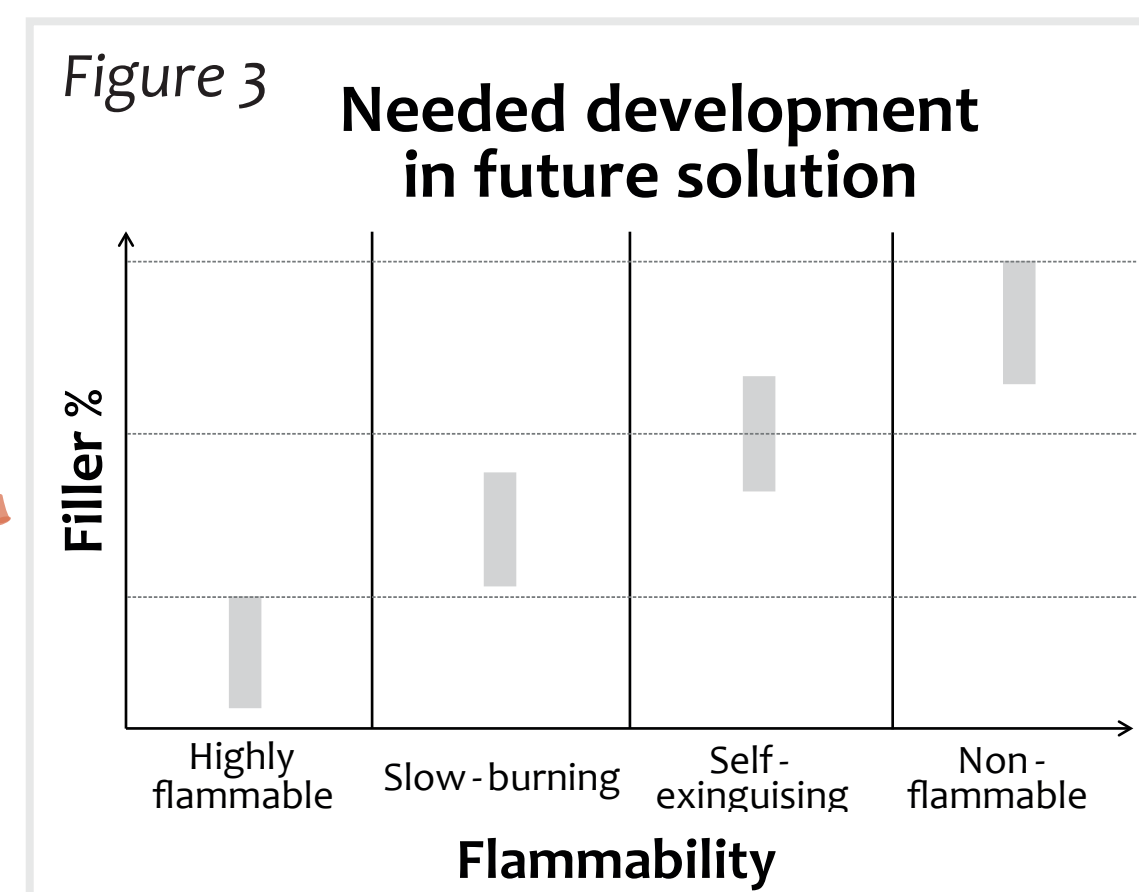 Figure 3
Needed development
in future solution
Filler %
Highly
flammable
Slow-burning
Self-
exinguising
Non-
flammable
Flammability